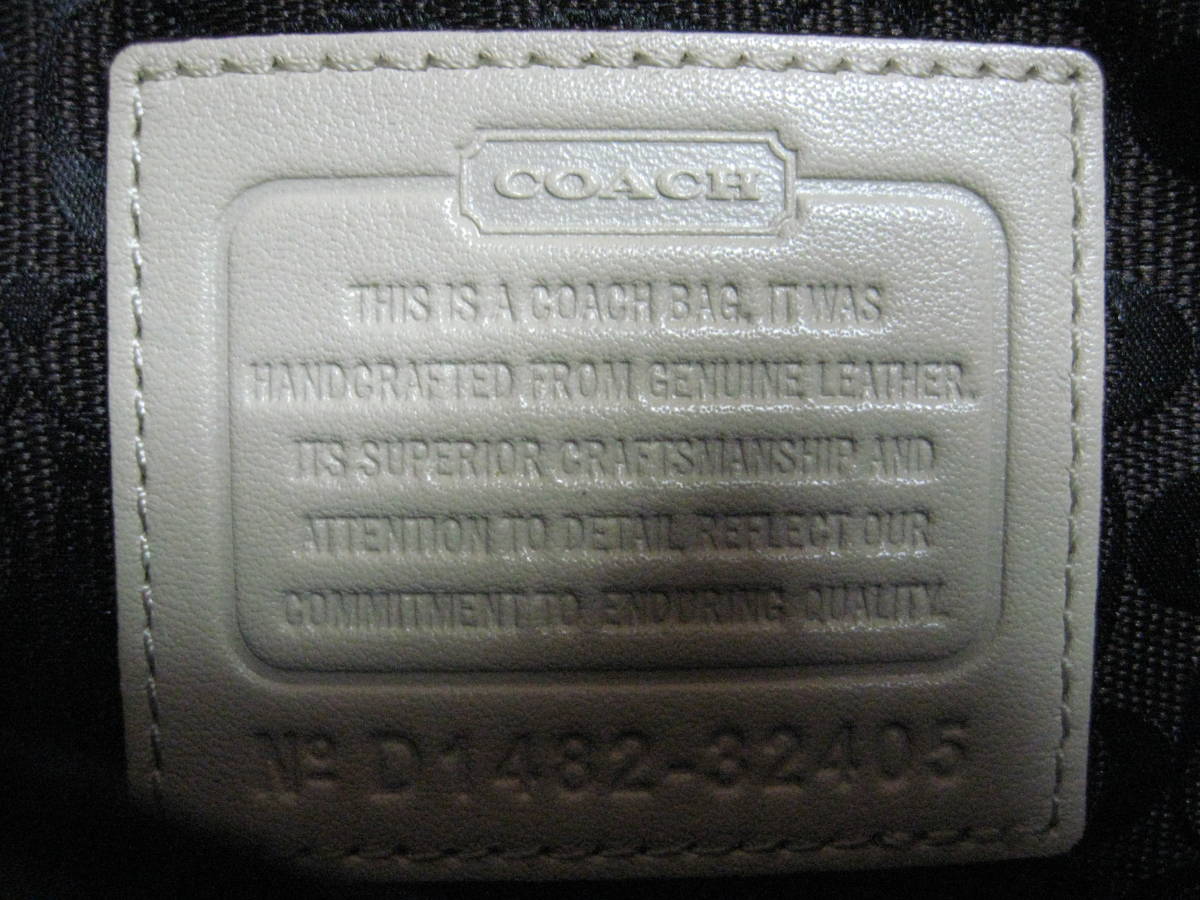 COACH
THIS IS A COACH BAG. IT WAS
HANDCRAFTED FROM GENUINE LEATHER.
ITS SUPERIOR CRAFTSMANSHIP AND
ATTENTION TO DETAIL REFLECT OUR
COMMITMENT TO ENDURING QUALITY.
Nº D1482-32405